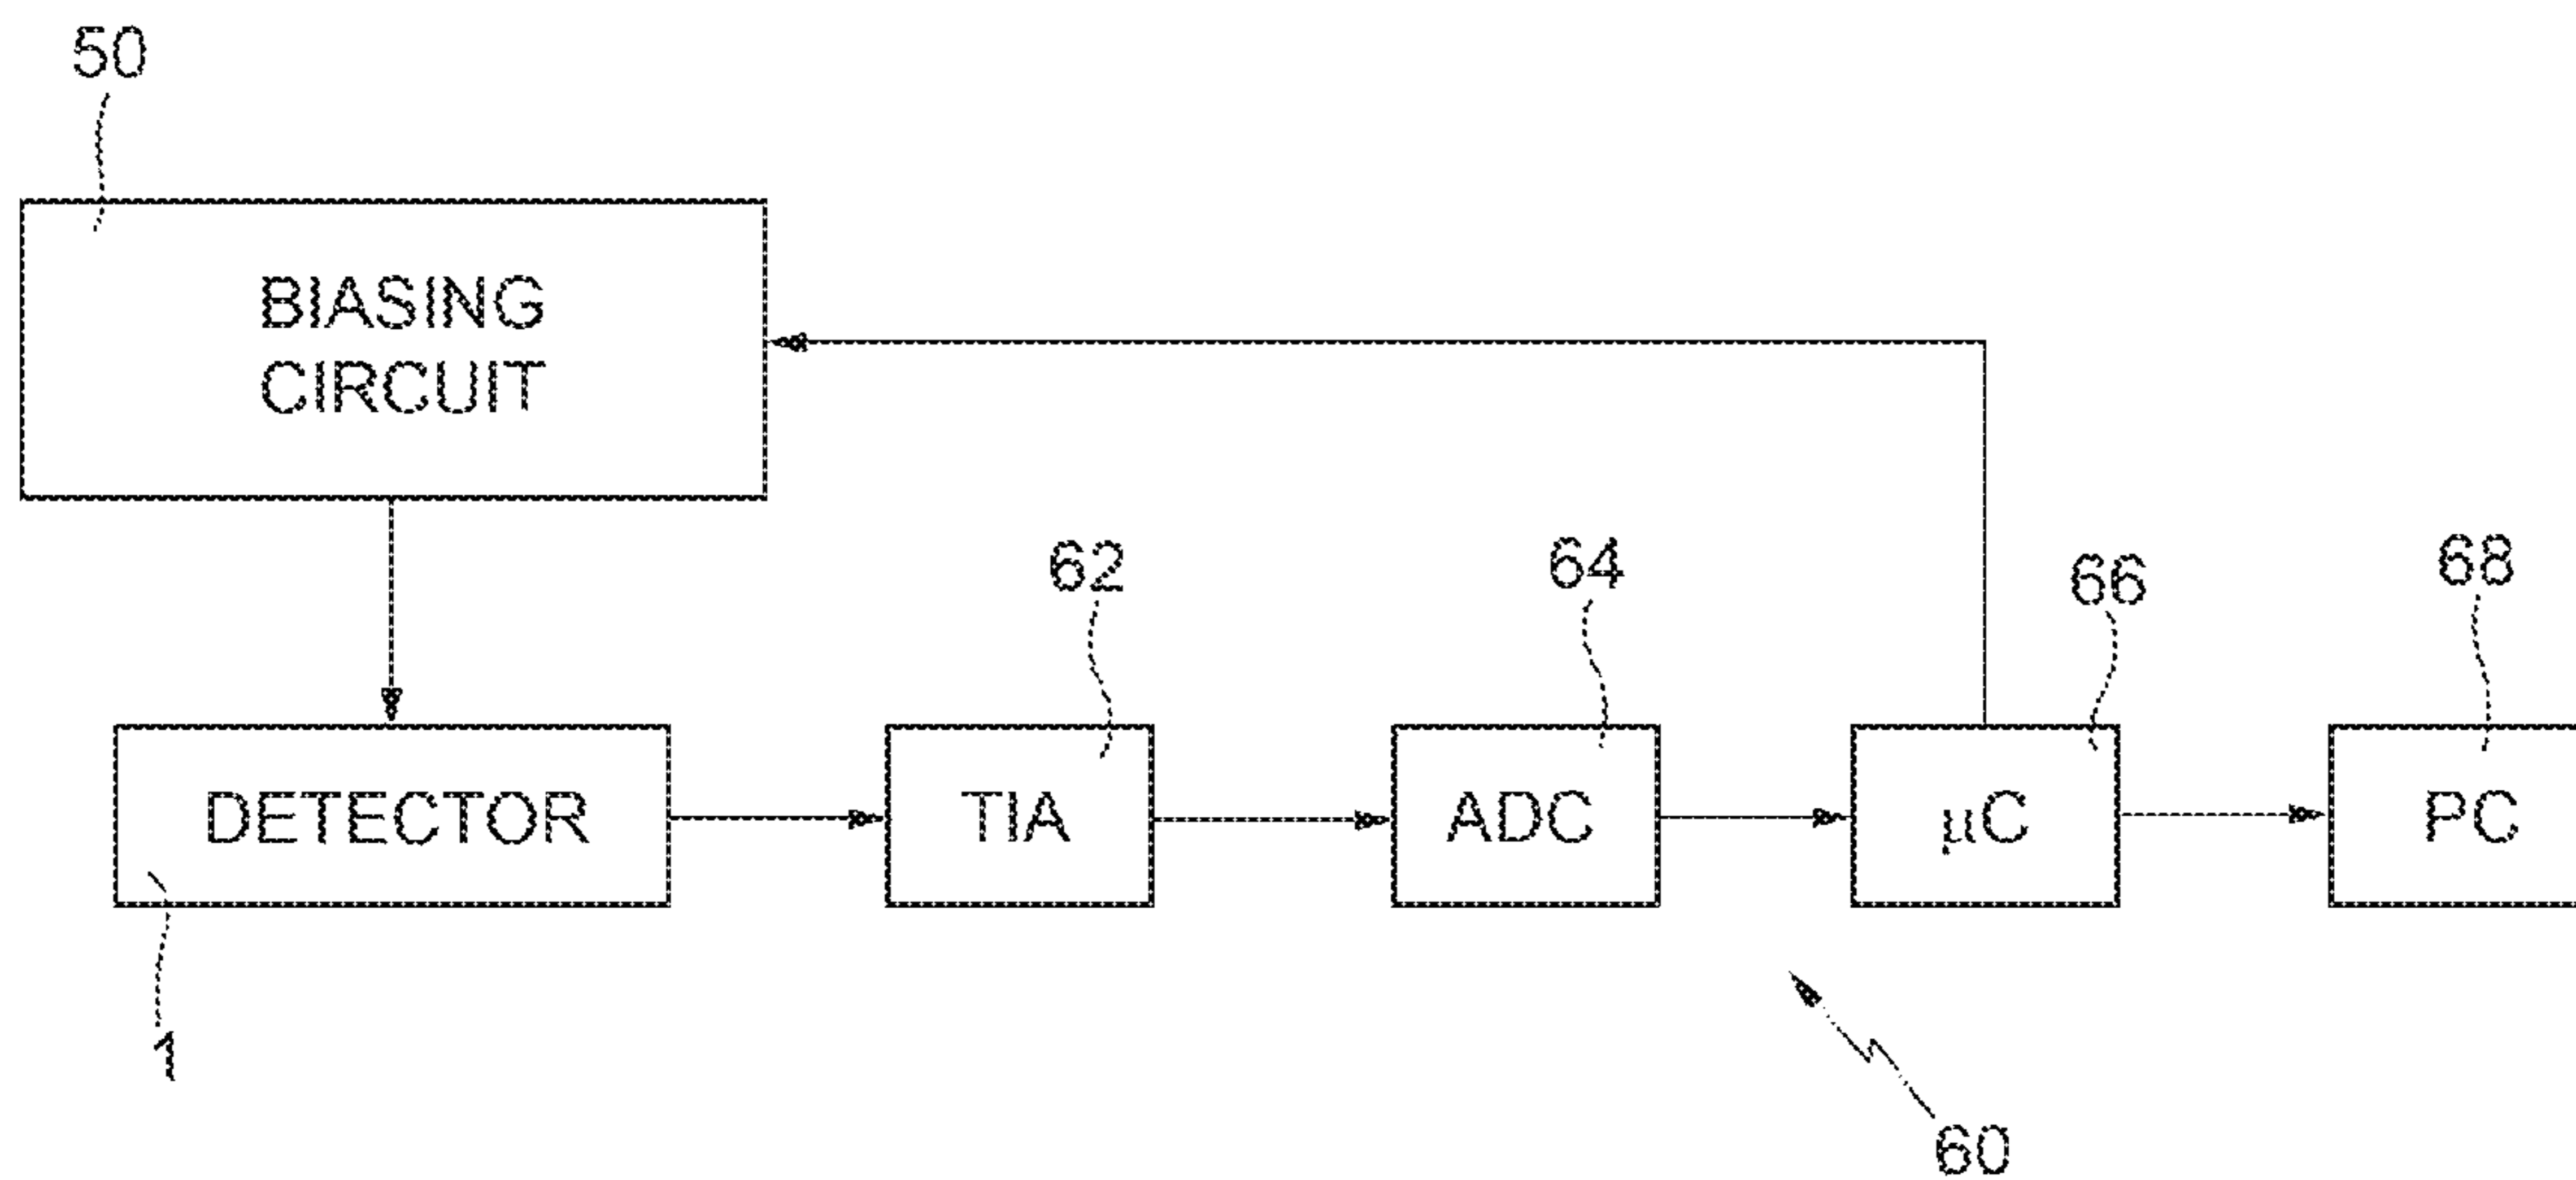 50
BIASING
CIRCUIT
62
64
66
68
DETECTOR
TIA
ADC
μC
PC
1
60